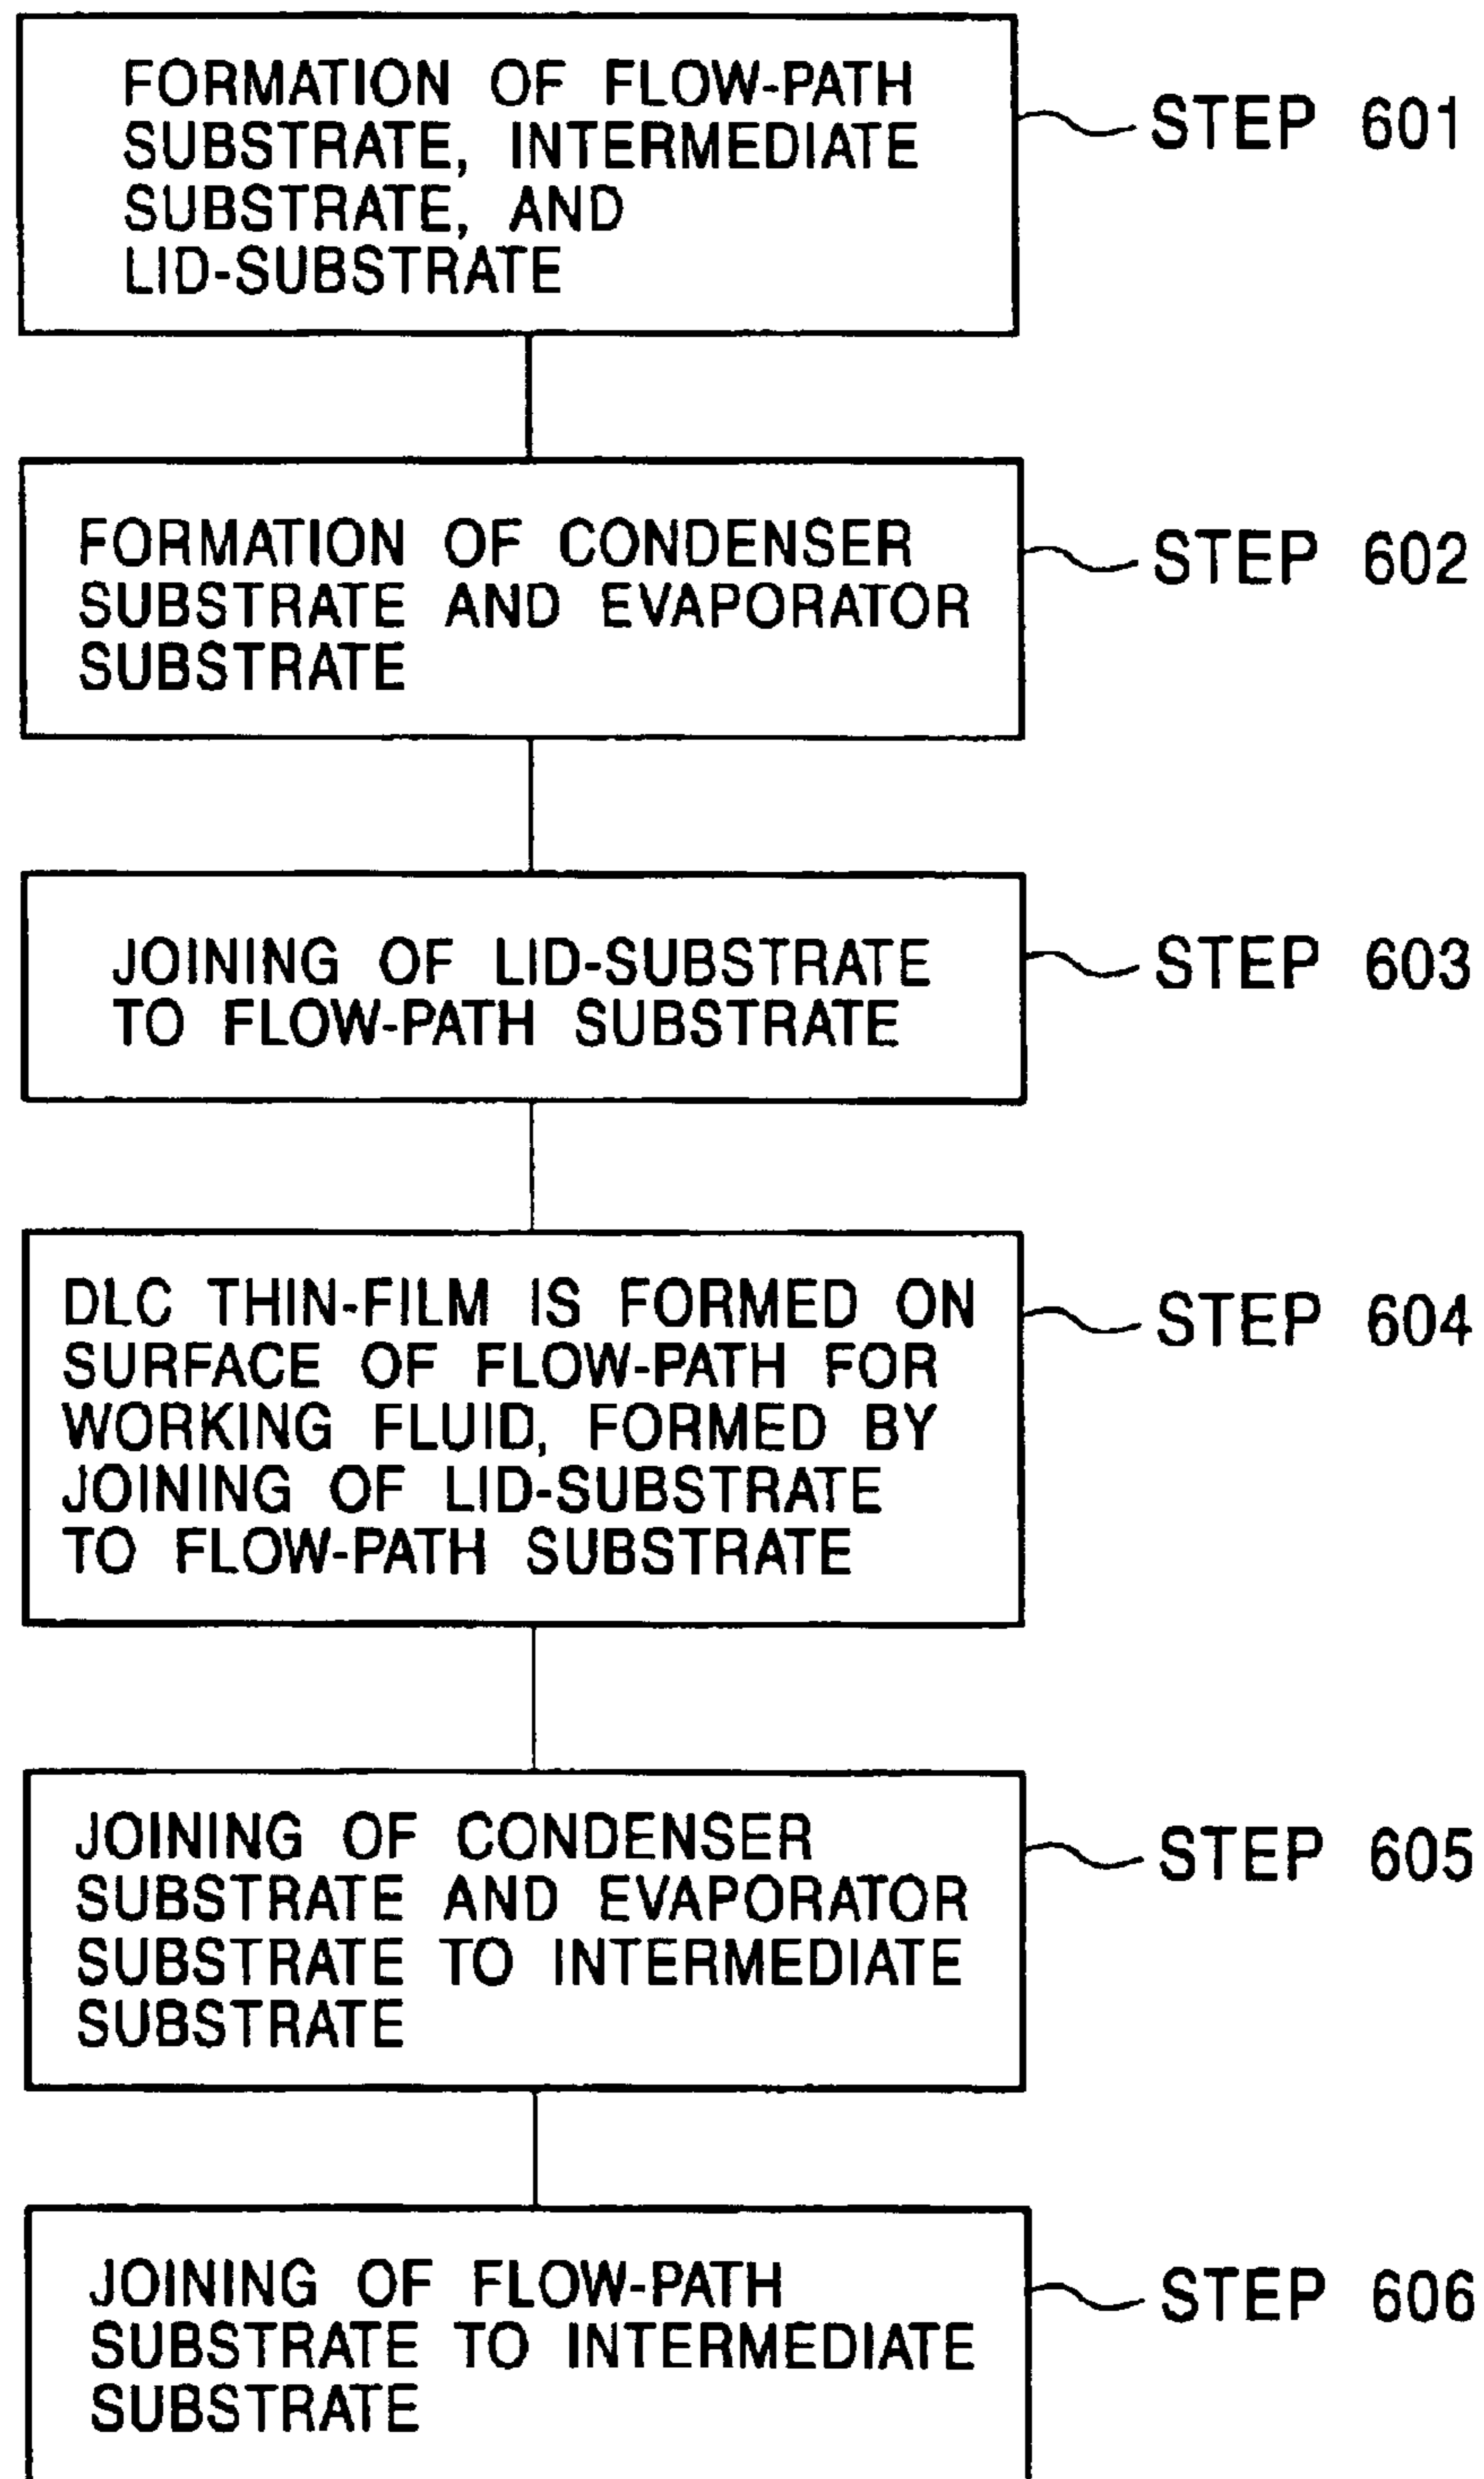 FORMATION OF FLOW-PATH
SUBSTRATE, INTERMEDIATE
SUBSTRATE, AND
LID-SUBSTRATE
STEP 601
FORMATION OF CONDENSER
SUBSTRATE AND EVAPORATOR
SUBSTRATE
STEP 602
JOINING OF LID-SUBSTRATE
TO FLOW-PATH SUBSTRATE
STEP 603
DLC THIN-FILM IS FORMED ON
SURFACE OF FLOW-PATH FOR
WORKING FLUID, FORMED BY
JOINING OF LID-SUBSTRATE
TO FLOW-PATH SUBSTRATE
STEP 604
JOINING OF CONDENSER
SUBSTRATE AND EVAPORATOR
SUBSTRATE TO INTERMEDIATE
SUBSTRATE
STEP 605
JOINING OF FLOW-PATH
SUBSTRATE TO INTERMEDIATE
SUBSTRATE
STEP 606